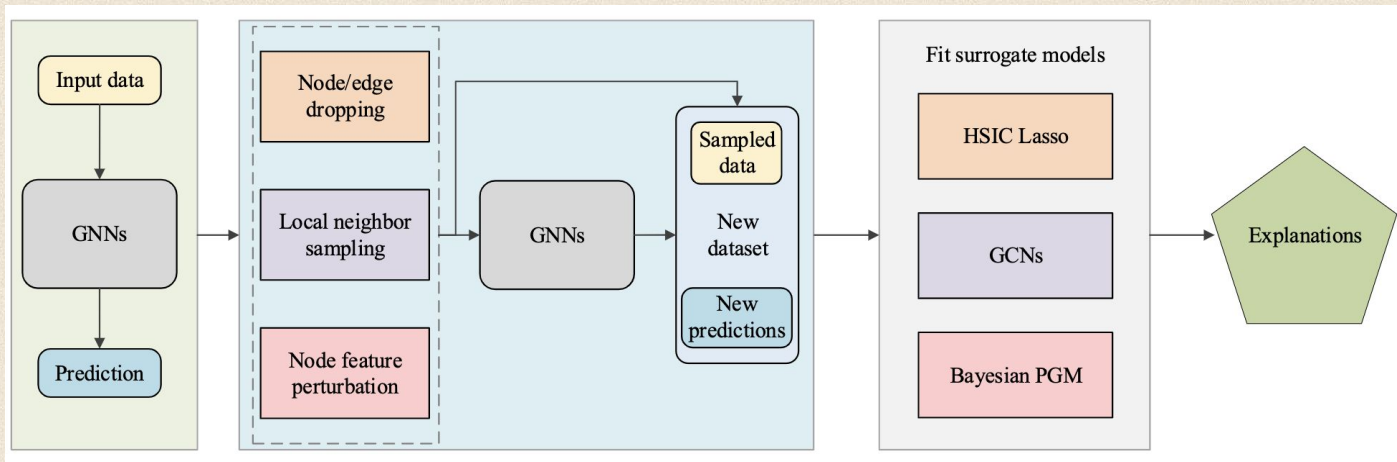 Input data
GNNs
Prediction
Node/edge
dropping
Local neighbor
sampling
Node feature
perturbation
GNNs
Sampled
data
New
dataset
New
predictions
Fit surrogate models
HSIC Lasso
GCNs
Bayesian PGM
Explanations